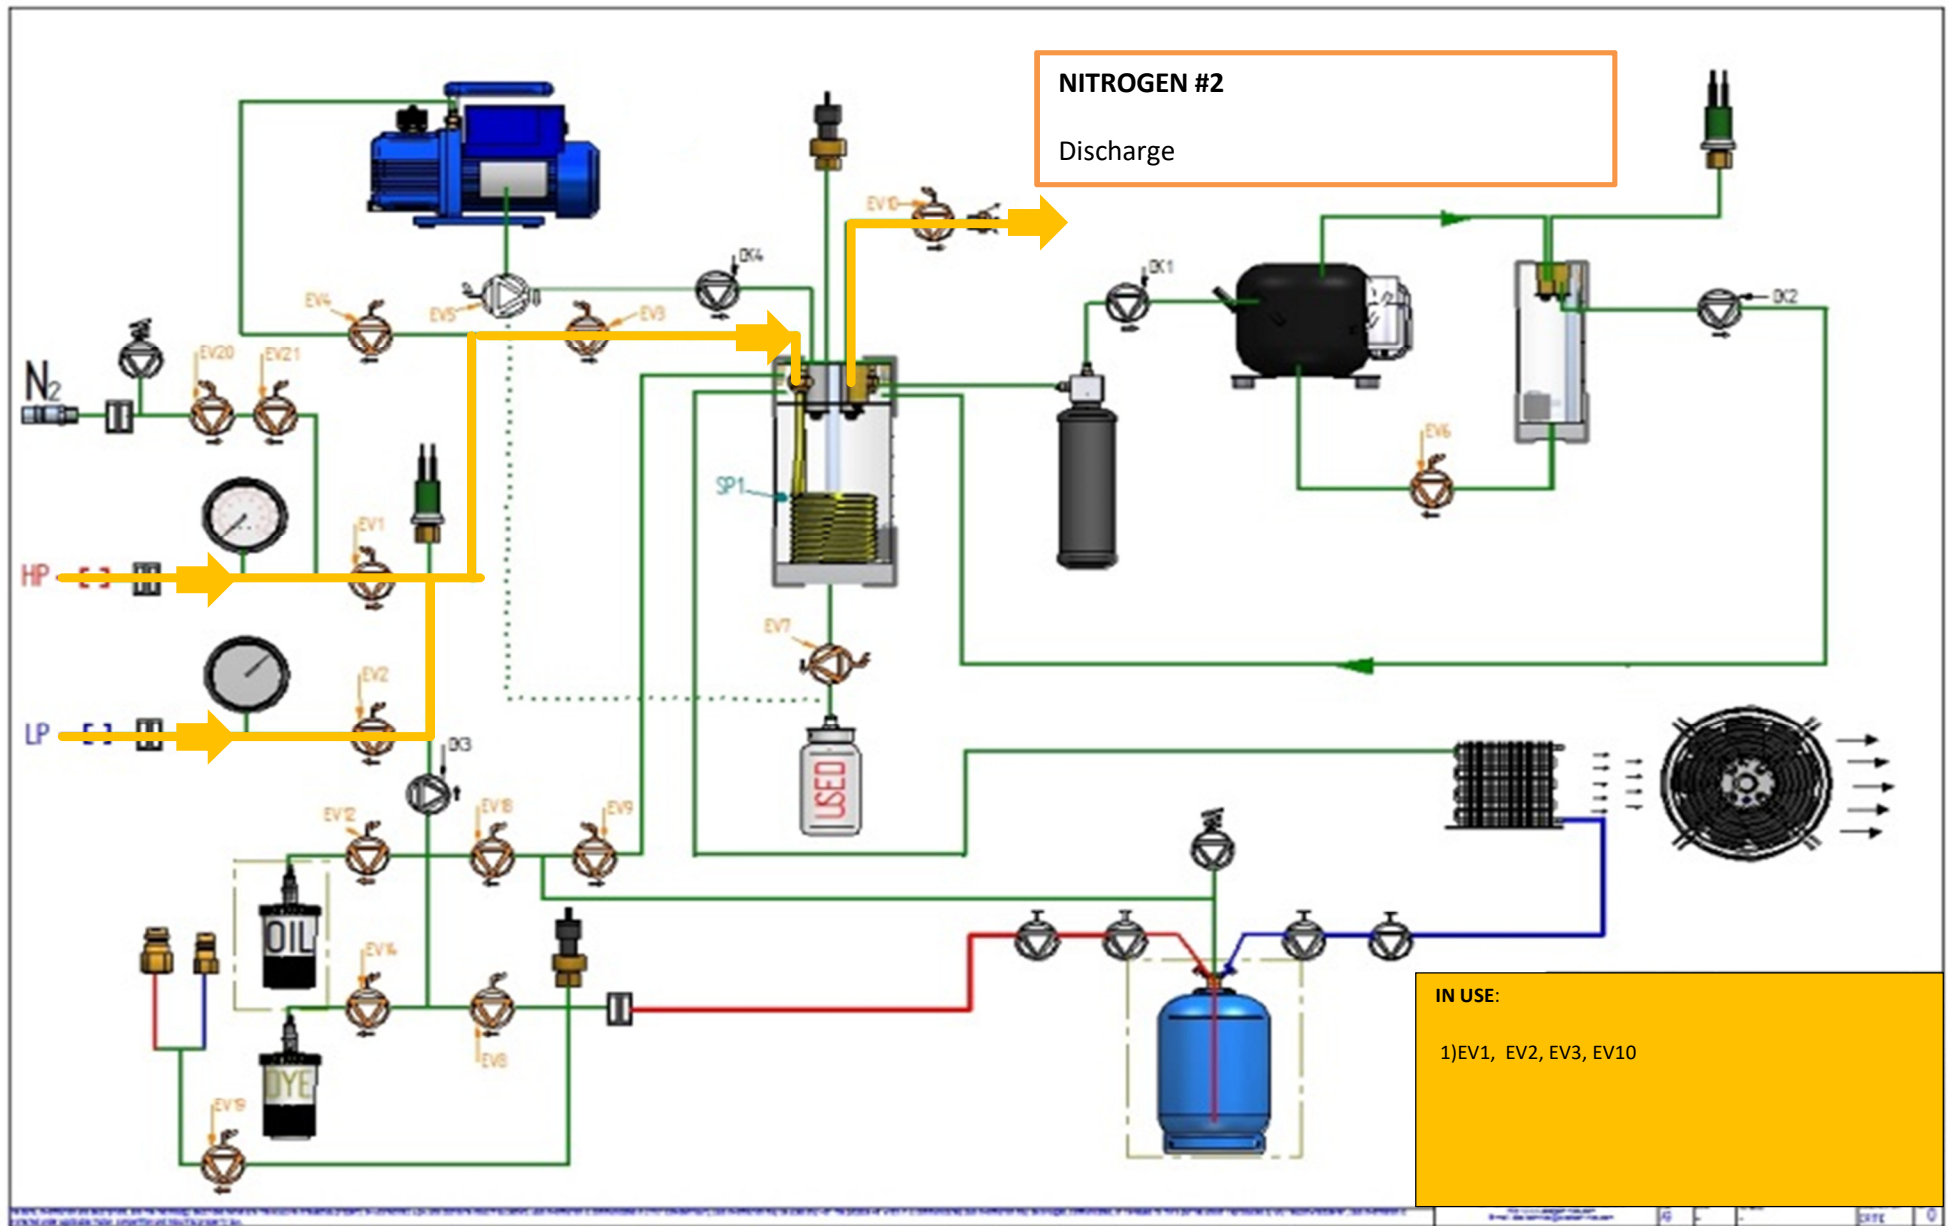 NITROGEN #2
Discharge
EV10
CK4
CK1
EV4
EV5
EV3
CK2
EV20
EV21
N2
EV6
SP1
EV1
HP
EV7
EV2
LP
CK3
USED
EV12
EV18
EV9
OIL
EV14
IN USE:
1)EV1, EV2, EV3, EV10
EV8
DYE
EV19
0